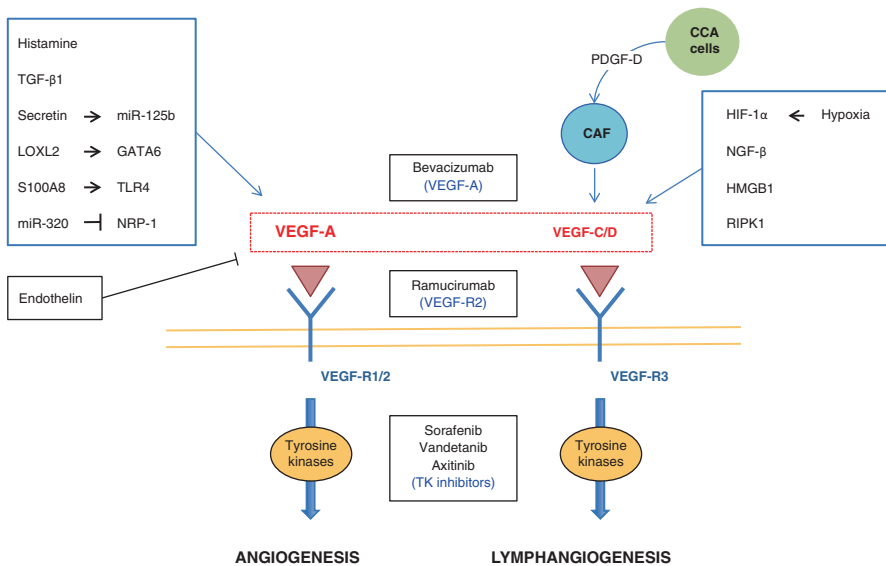 Histamine
TGF-β1
Secretin → miR-125b
LOXL2 → GATA6
S100A8 → TLR4
miR-320 ⊣ NRP-1
Endothelin
CCA
cells
PDGF-D
CAF
HIF-1α ← Hypoxia
NGF-β
HMGB1
RIPK1
Bevacizumab
(VEGF-A)
VEGF-A
VEGF-C/D
Ramucirumab
(VEGF-R2)
VEGF-R1/2
VEGF-R3
Tyrosine
kinases
Sorafenib
Vandetanib
Axitinib
(TK inhibitors)
Tyrosine
kinases
ANGIOGENESIS
LYMPHANGIOGENESIS